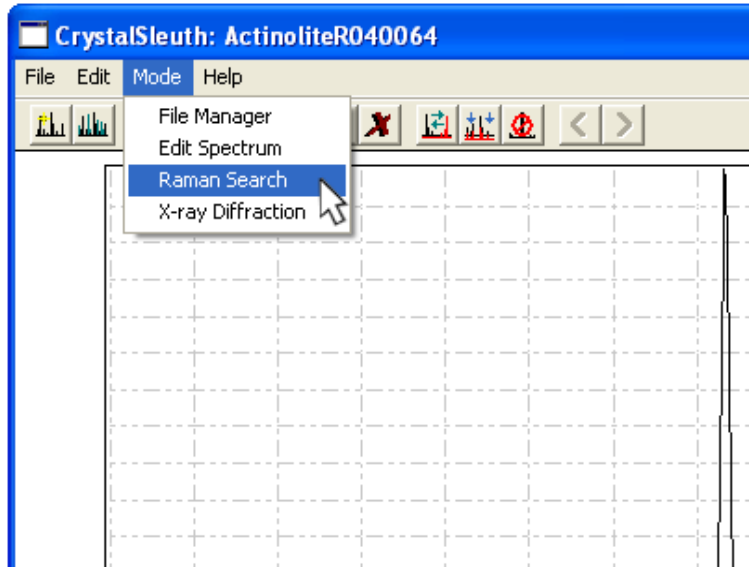 CrystalSleuth: ActinoliteR040064
File Edit Mode Help
File Manager
Edit Spectrum
Raman Search
X-ray Diffraction